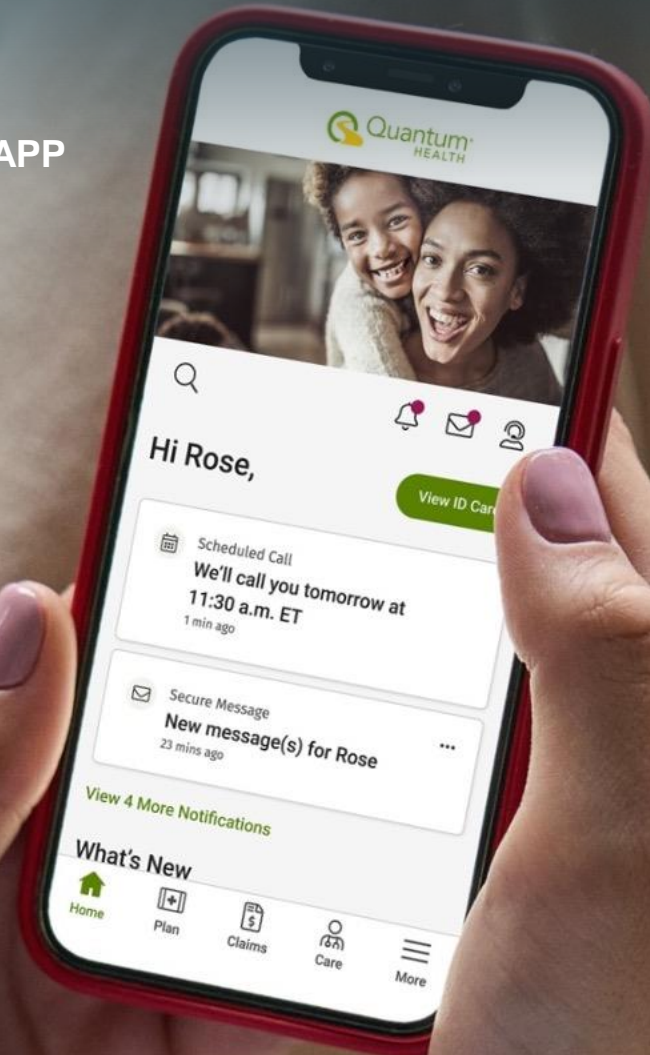 APP
Quantum
HEALTH
Hi Rose,
View ID
Scheduled Call
We'll call you tomorrow at
11:30 a.m. ET
1 min ago
Secure Message
New message(s) for Rose
23 mins ago
View 4 More Notifications
What's New
Home
Plan
Claims
Care
More